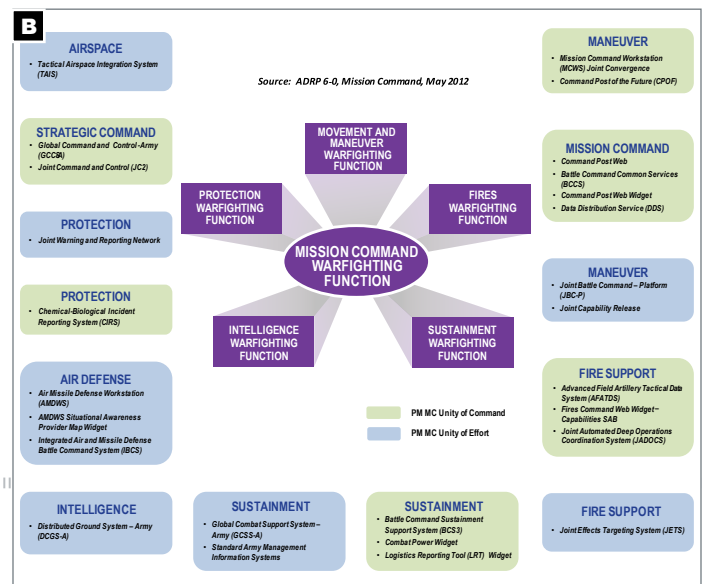 B
AIRSPACE
• Tactical Airspace Integration System
(TAIS)
STRATEGIC COMMAND
• Global Command and Control-Army
(GCC&A)
• Joint Command and Control (JC2)
PROTECTION
• Joint Warning and Reporting Network
PROTECTION
• Chemical-Biological Incident
Reporting System (CIRS)
AIR DEFENSE
• Air Missile Defense Workstation
(AMDWS)
• AMDWS Situational Awareness
Provider Map Widget
• Integrated Air and Missile Defense
Battle Command System (IBCS)
INTELLIGENCE
• Distributed Ground System – Army
(DCGS-A)
Source: ADRP 6-0, Mission Command, May 2012
MOVEMENT AND
MANEUVER
WARFIGHTING
FUNCTION
PROTECTION
WARFIGHTING
FUNCTION
FIRES
WARFIGHTING
FUNCTION
MISSION COMMAND
WARFIGHTING
FUNCTION
INTELLIGENCE
WARFIGHTING
FUNCTION
SUSTAINMENT
WARFIGHTING
FUNCTION
PM MC Unity of Command
PM MC Unity of Effort
SUSTAINMENT
• Global Combat Support System –
Army (GCSS-A)
• Standard Army Management
Information Systems
SUSTAINMENT
• Battle Command Sustainment
Support System (BCS3)
• Combat Power Widget
• Logistics Reporting Tool (LRT) Widget
MANEUVER
• Mission Command Workstation
(MCWS) Joint Convergence
• Command Post of the Future (CPOF)
MISSION COMMAND
• Command Post Web
• Battle Command Common Services
(BCCS)
• Command Post Web Widget
• Data Distribution Service (DDS)
MANEUVER
• Joint Battle Command – Platform
(JBC-P)
• Joint Capability Release
FIRE SUPPORT
• Advanced Field Artillery Tactical Data
System (AFATDS)
• Fires Command Web Widget–
Capabilities SAB
• Joint Automated Deep Operations
Coordination System (JADOCS)
FIRE SUPPORT
• Joint Effects Targeting System (JETS)